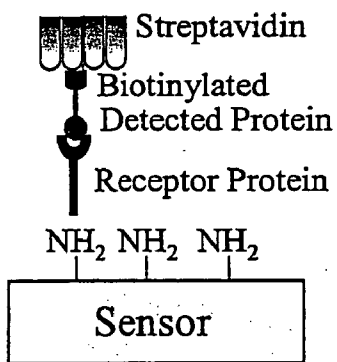 Streptavidin
Biotinylated
Detected Protein
Receptor Protein
NH₂ NH₂ NH₂
Sensor